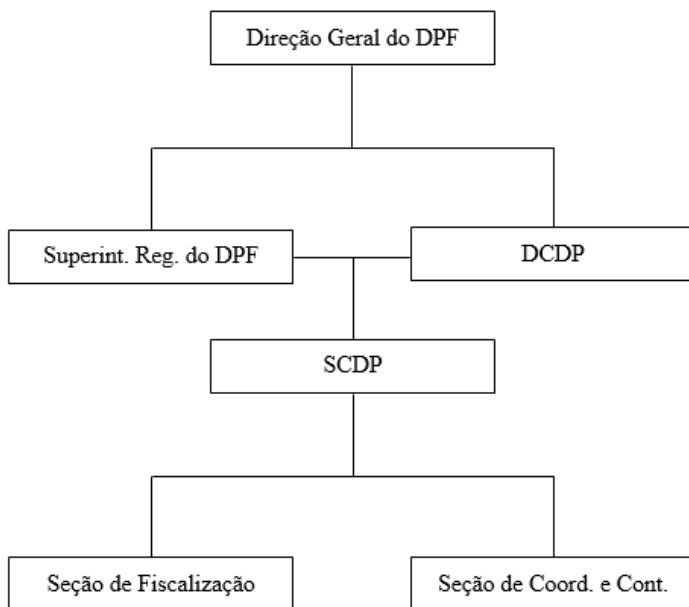 Direção Geral do DPF
Superint. Reg. do DPF
DCDP
SCDP
Seção de Fiscalização
Seção de Coord. e Cont.